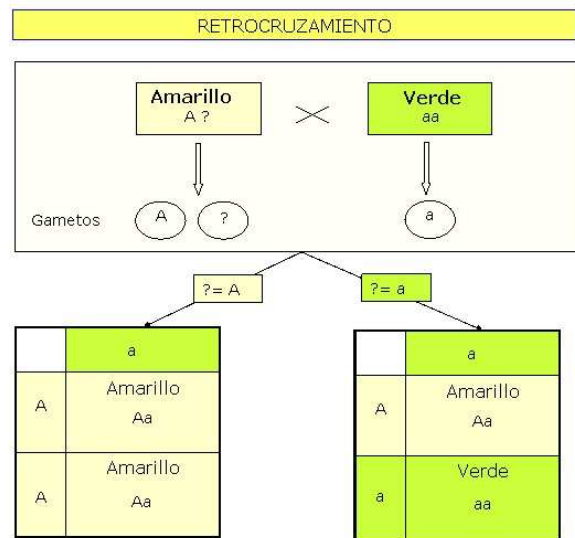 RETROCRUZAMIENTO
Amarillo
A ?
Verde
aa
Gametos
A
?
a
?= A
?= a
a
A
Amarillo
Aa
A
Amarillo
Aa
a
A
Amarillo
Aa
a
Verde
aa